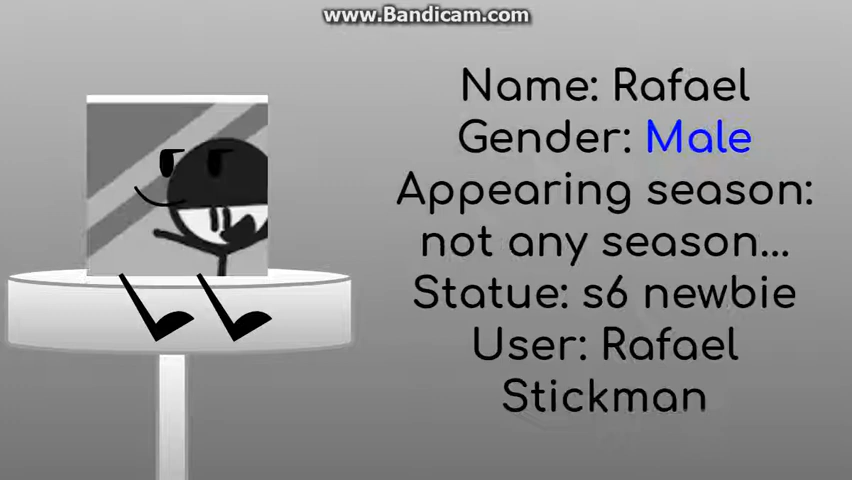 www.Bandicam.com
Name: Rafael
Gender: Male
Appearing season:
not any season...
Statue: s6 newbie
User: Rafael
Stickman